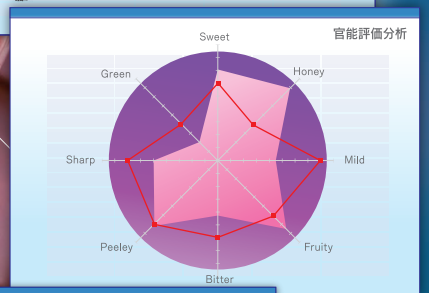 官能評価分析
Sweet
Green
Honey
Sharp
Mild
Peeley
Fruity
Bitter